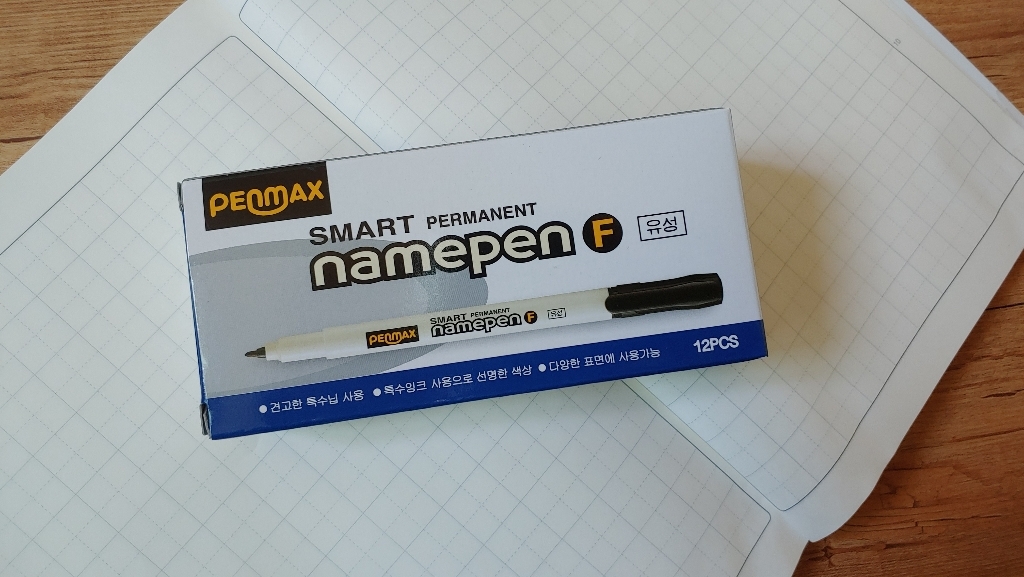 PENMAX
SMART PERMANENT
namepen F 유성
PENMAX SMART PERMANENT
namepen F 유성
● 견고한 특수닙 사용 ● 특수잉크 사용으로 선명한 색상 ● 다양한 표면에 사용가능
12PCS